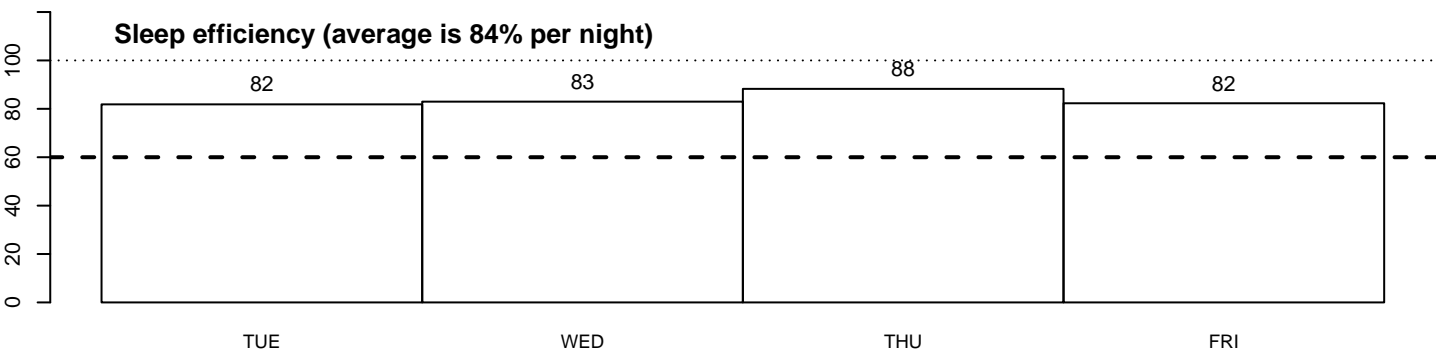 Sleep efficiency (average is 84% per night)
100
80
60
40
20
0
82
83
88
82
TUE
WED
THU
FRI